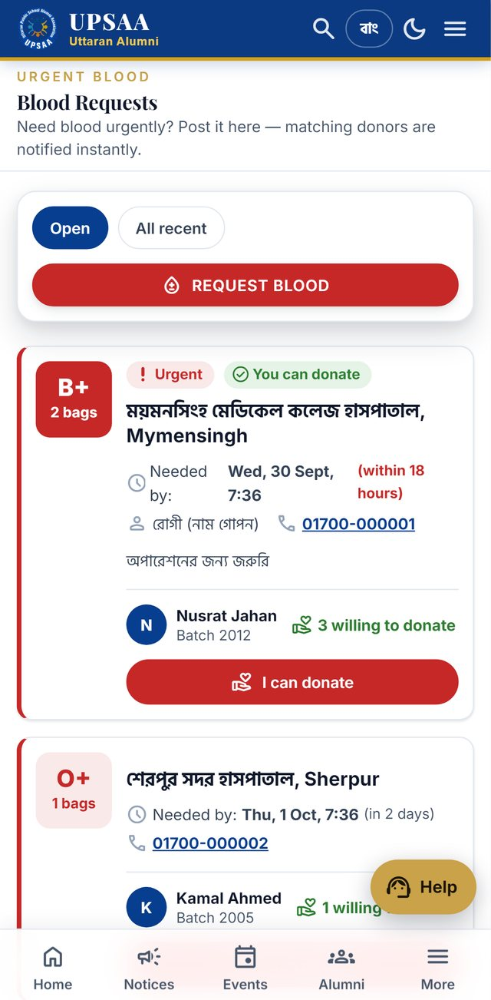 UPSAA
Uttaran Alumni
বাং
URGENT BLOOD
Blood Requests
Need blood urgently? Post it here — matching donors are
notified instantly.
Open
All recent
REQUEST BLOOD
B+
2 bags
Urgent
You can donate
ময়মনসিংহ মেডিকেল কলেজ হাসপাতাল,
Mymensingh
Needed by:
Wed, 30 Sept, 7:36
(within 18 hours)
রোগী (নাম গোপন)
01700-000001
অপারেশনের জন্য জরুরি
N
Nusrat Jahan
Batch 2012
3 willing to donate
I can donate
O+
1 bags
শেরপুর সদর হাসপাতাল, Sherpur
Needed by: Thu, 1 Oct, 7:36 (in 2 days)
01700-000002
K
Kamal Ahmed
Batch 2005
1 willing
Help
Home
Notices
Events
Alumni
More